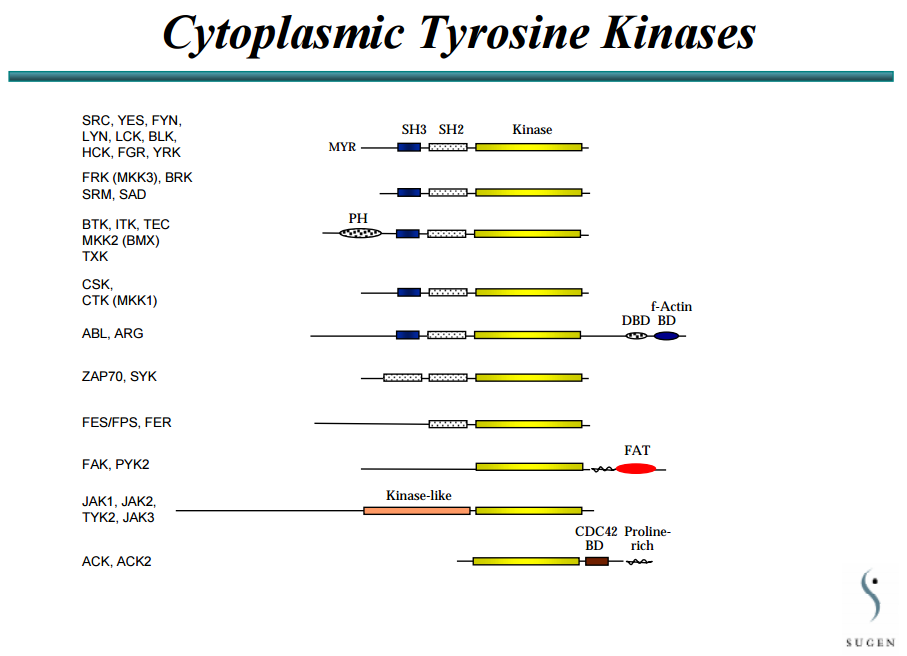 Cytoplasmic Tyrosine Kinases
SRC, YES, FYN,
LYN, LCK, BLK,
HCK, FGR, YRK
MYR
SH3
SH2
Kinase
FRK (MKK3), BRK
SRM, SAD
BTK, ITK, TEC
MKK2 (BMX)
TXK
PH
CSK,
CTK (MKK1)
ABL, ARG
DBD
f-Actin
BD
ZAP70, SYK
FES/FPS, FER
FAK, PYK2
FAT
JAK1, JAK2,
TYK2, JAK3
Kinase-like
ACK, ACK2
CDC42
BD
Proline-
rich
SUGEN